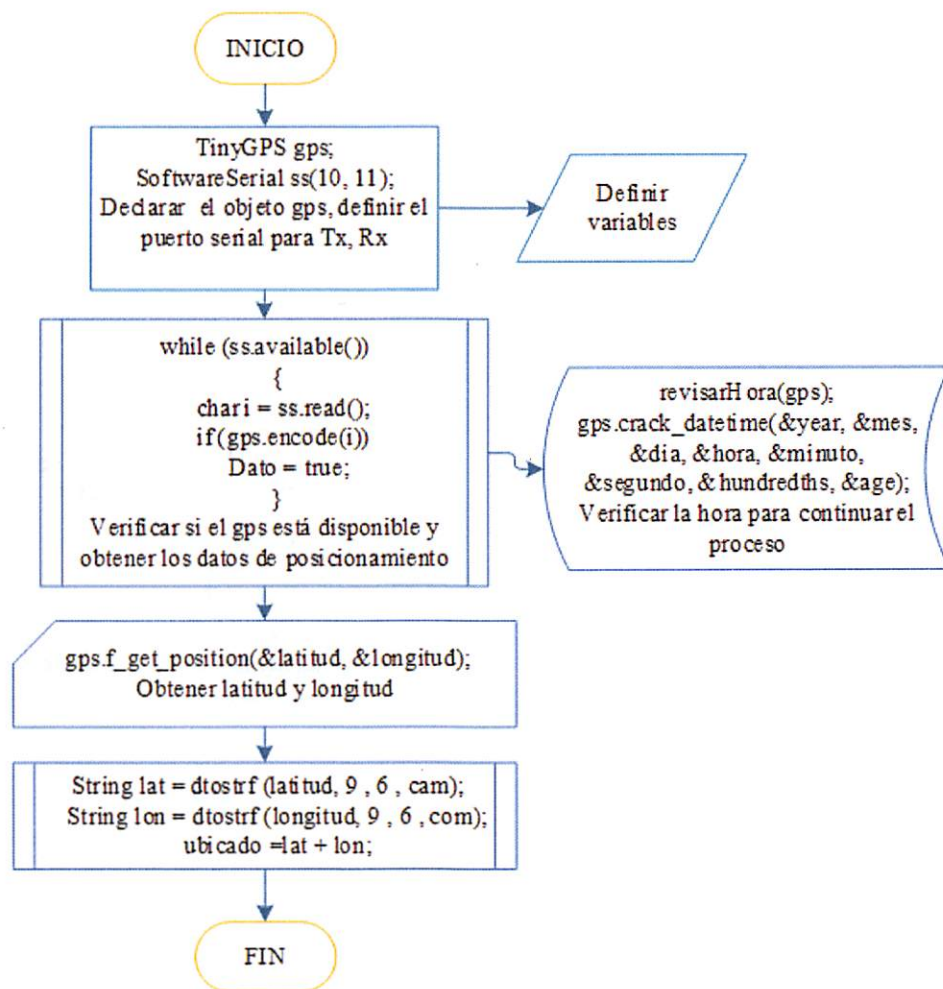 INICIO
TinyGPS gps;
SoftwareSerial ss(10, 11);
Declarar el objeto gps, definir el
puerto serial para Tx, Rx
Definir
variables
while (ss.available())
{
char i = ss.read();
if(gps.encode(i))
Dato = true;
}
Verificar si el gps está disponible y
obtener los datos de posicionamiento
revisarHora(gps);
gps.crack_datetime(&year, &mes,
&dia, &hora, &minuto,
&segundo, &hundredths, &age);
Verificar la hora para continuar el
proceso
gps.f_get_position(&latitud, &longitud);
Obtener latitud y longitud
String lat = dtostrf (latitud, 9 , 6 , cam);
String lon = dtostrf (longitud, 9 , 6 , com);
ubicado =lat + lon;
FIN